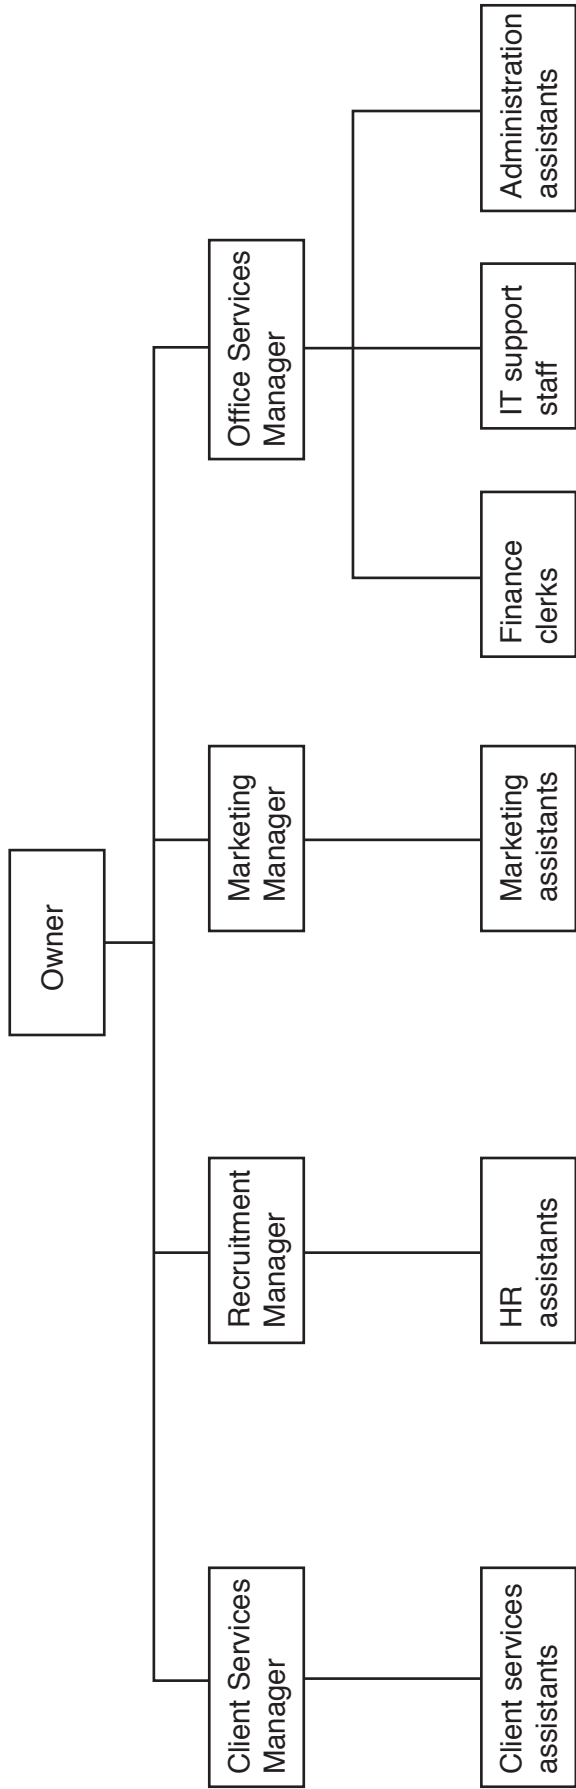 Owner
Client Services
Manager
Recruitment
Manager
Marketing
Manager
Office Services
Manager
Client services
assistants
HR
assistants
Marketing
assistants
Finance
clerks
IT support
staff
Administration
assistants